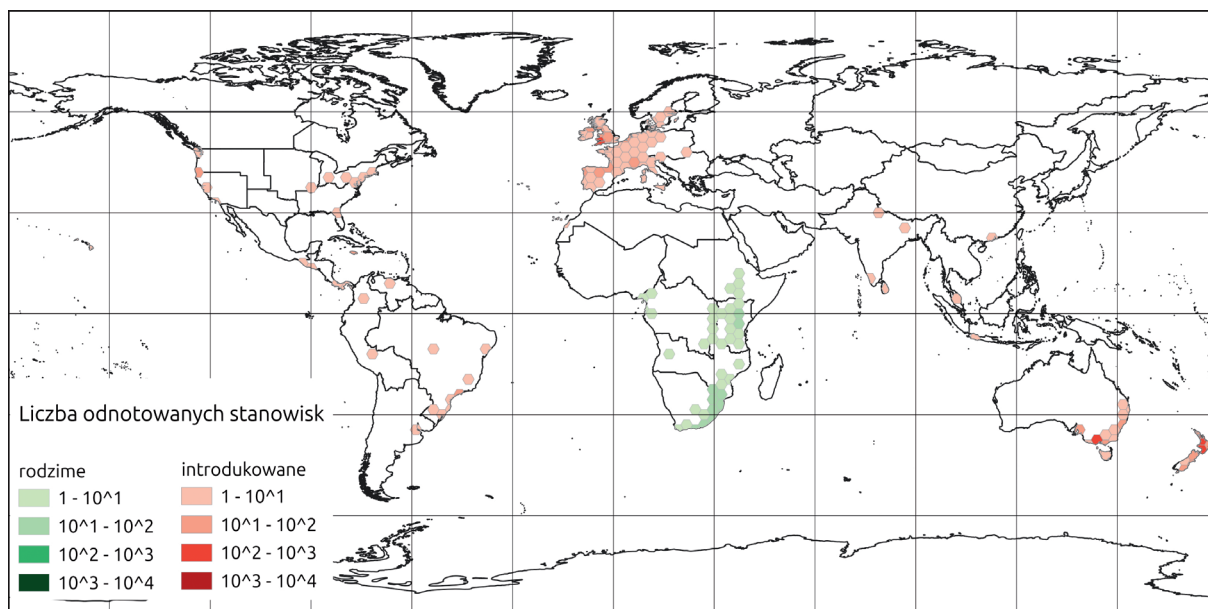 Liczba odnotowanych stanowisk
rodzime
1 - 10^1
10^1 - 10^2
10^2 - 10^3
10^3 - 10^4
introdukowane
1 - 10^1
10^1 - 10^2
10^2 - 10^3
10^3 - 10^4